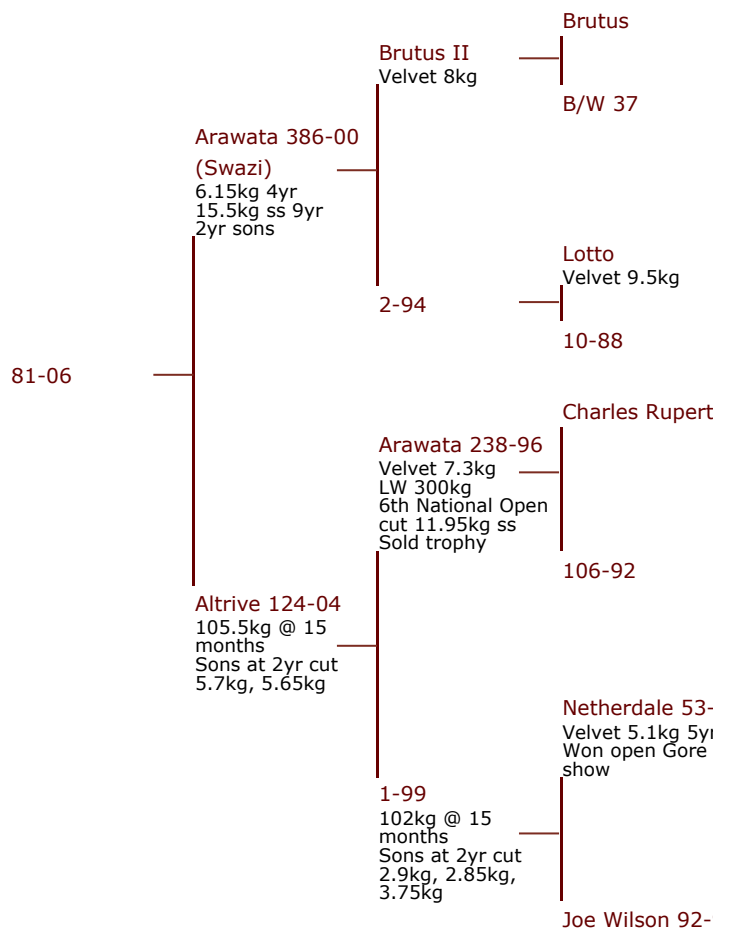 Brutus
Brutus II
Velvet 8kg
B/W 37
Arawata 386-00
(Swazi)
6.15kg 4yr
15.5kg ss 9yr
2yr sons
Lotto
Velvet 9.5kg
2-94
10-88
81-06
Charles Rupert
Arawata 238-96
Velvet 7.3kg
LW 300kg
6th National Open
cut 11.95kg ss
Sold trophy
106-92
Altrive 124-04
105.5kg @ 15
months
Sons at 2yr cut
5.7kg, 5.65kg
Netherdale 53-
Velvet 5.1kg 5yr
Won open Gore
show
1-99
102kg @ 15
months
Sons at 2yr cut
2.9kg, 2.85kg,
3.75kg
Joe Wilson 92-